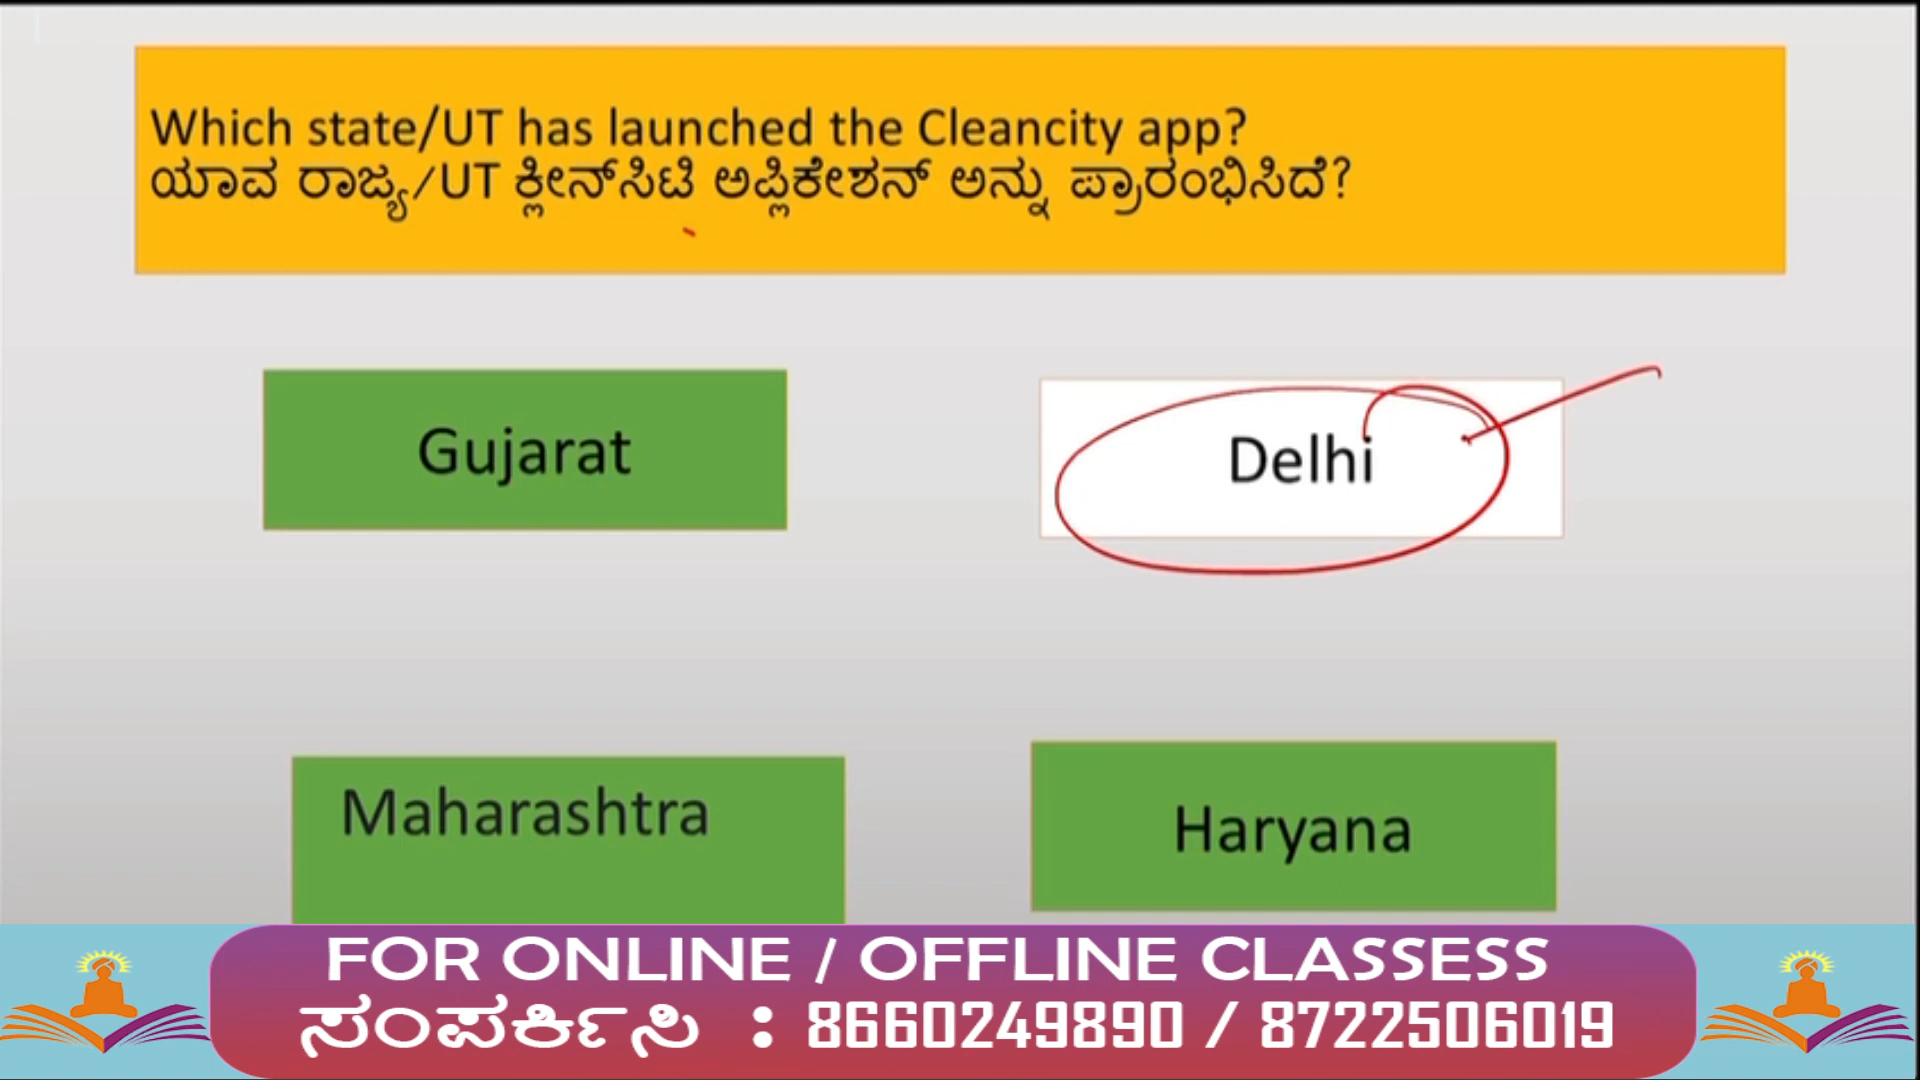 Which state/UT has launched the Cleancity app?
ಯಾವ ರಾಜ್ಯ/UT ಕ್ಲೀನ್‌ಸಿಟಿ ಅಪ್ಲಿಕೇಶನ್ ಅನ್ನು ಪ್ರಾರಂಭಿಸಿದೆ?
Gujarat
Delhi
Maharashtra
Haryana
FOR ONLINE / OFFLINE CLASSESS
ಸಂಪರ್ಕಿಸಿ : 8660249890 / 8722506019